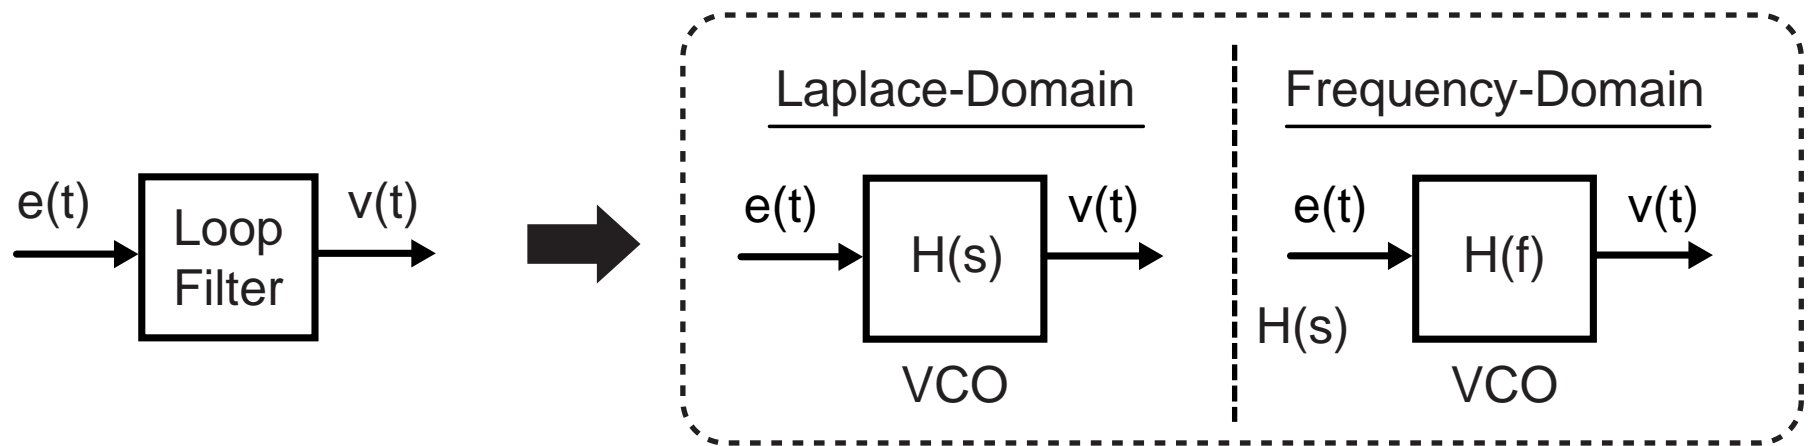 e(t)
Loop
Filter
v(t)
Laplace-Domain
e(t)
H(s)
v(t)
VCO
Frequency-Domain
e(t)
H(f)
v(t)
H(s)
VCO